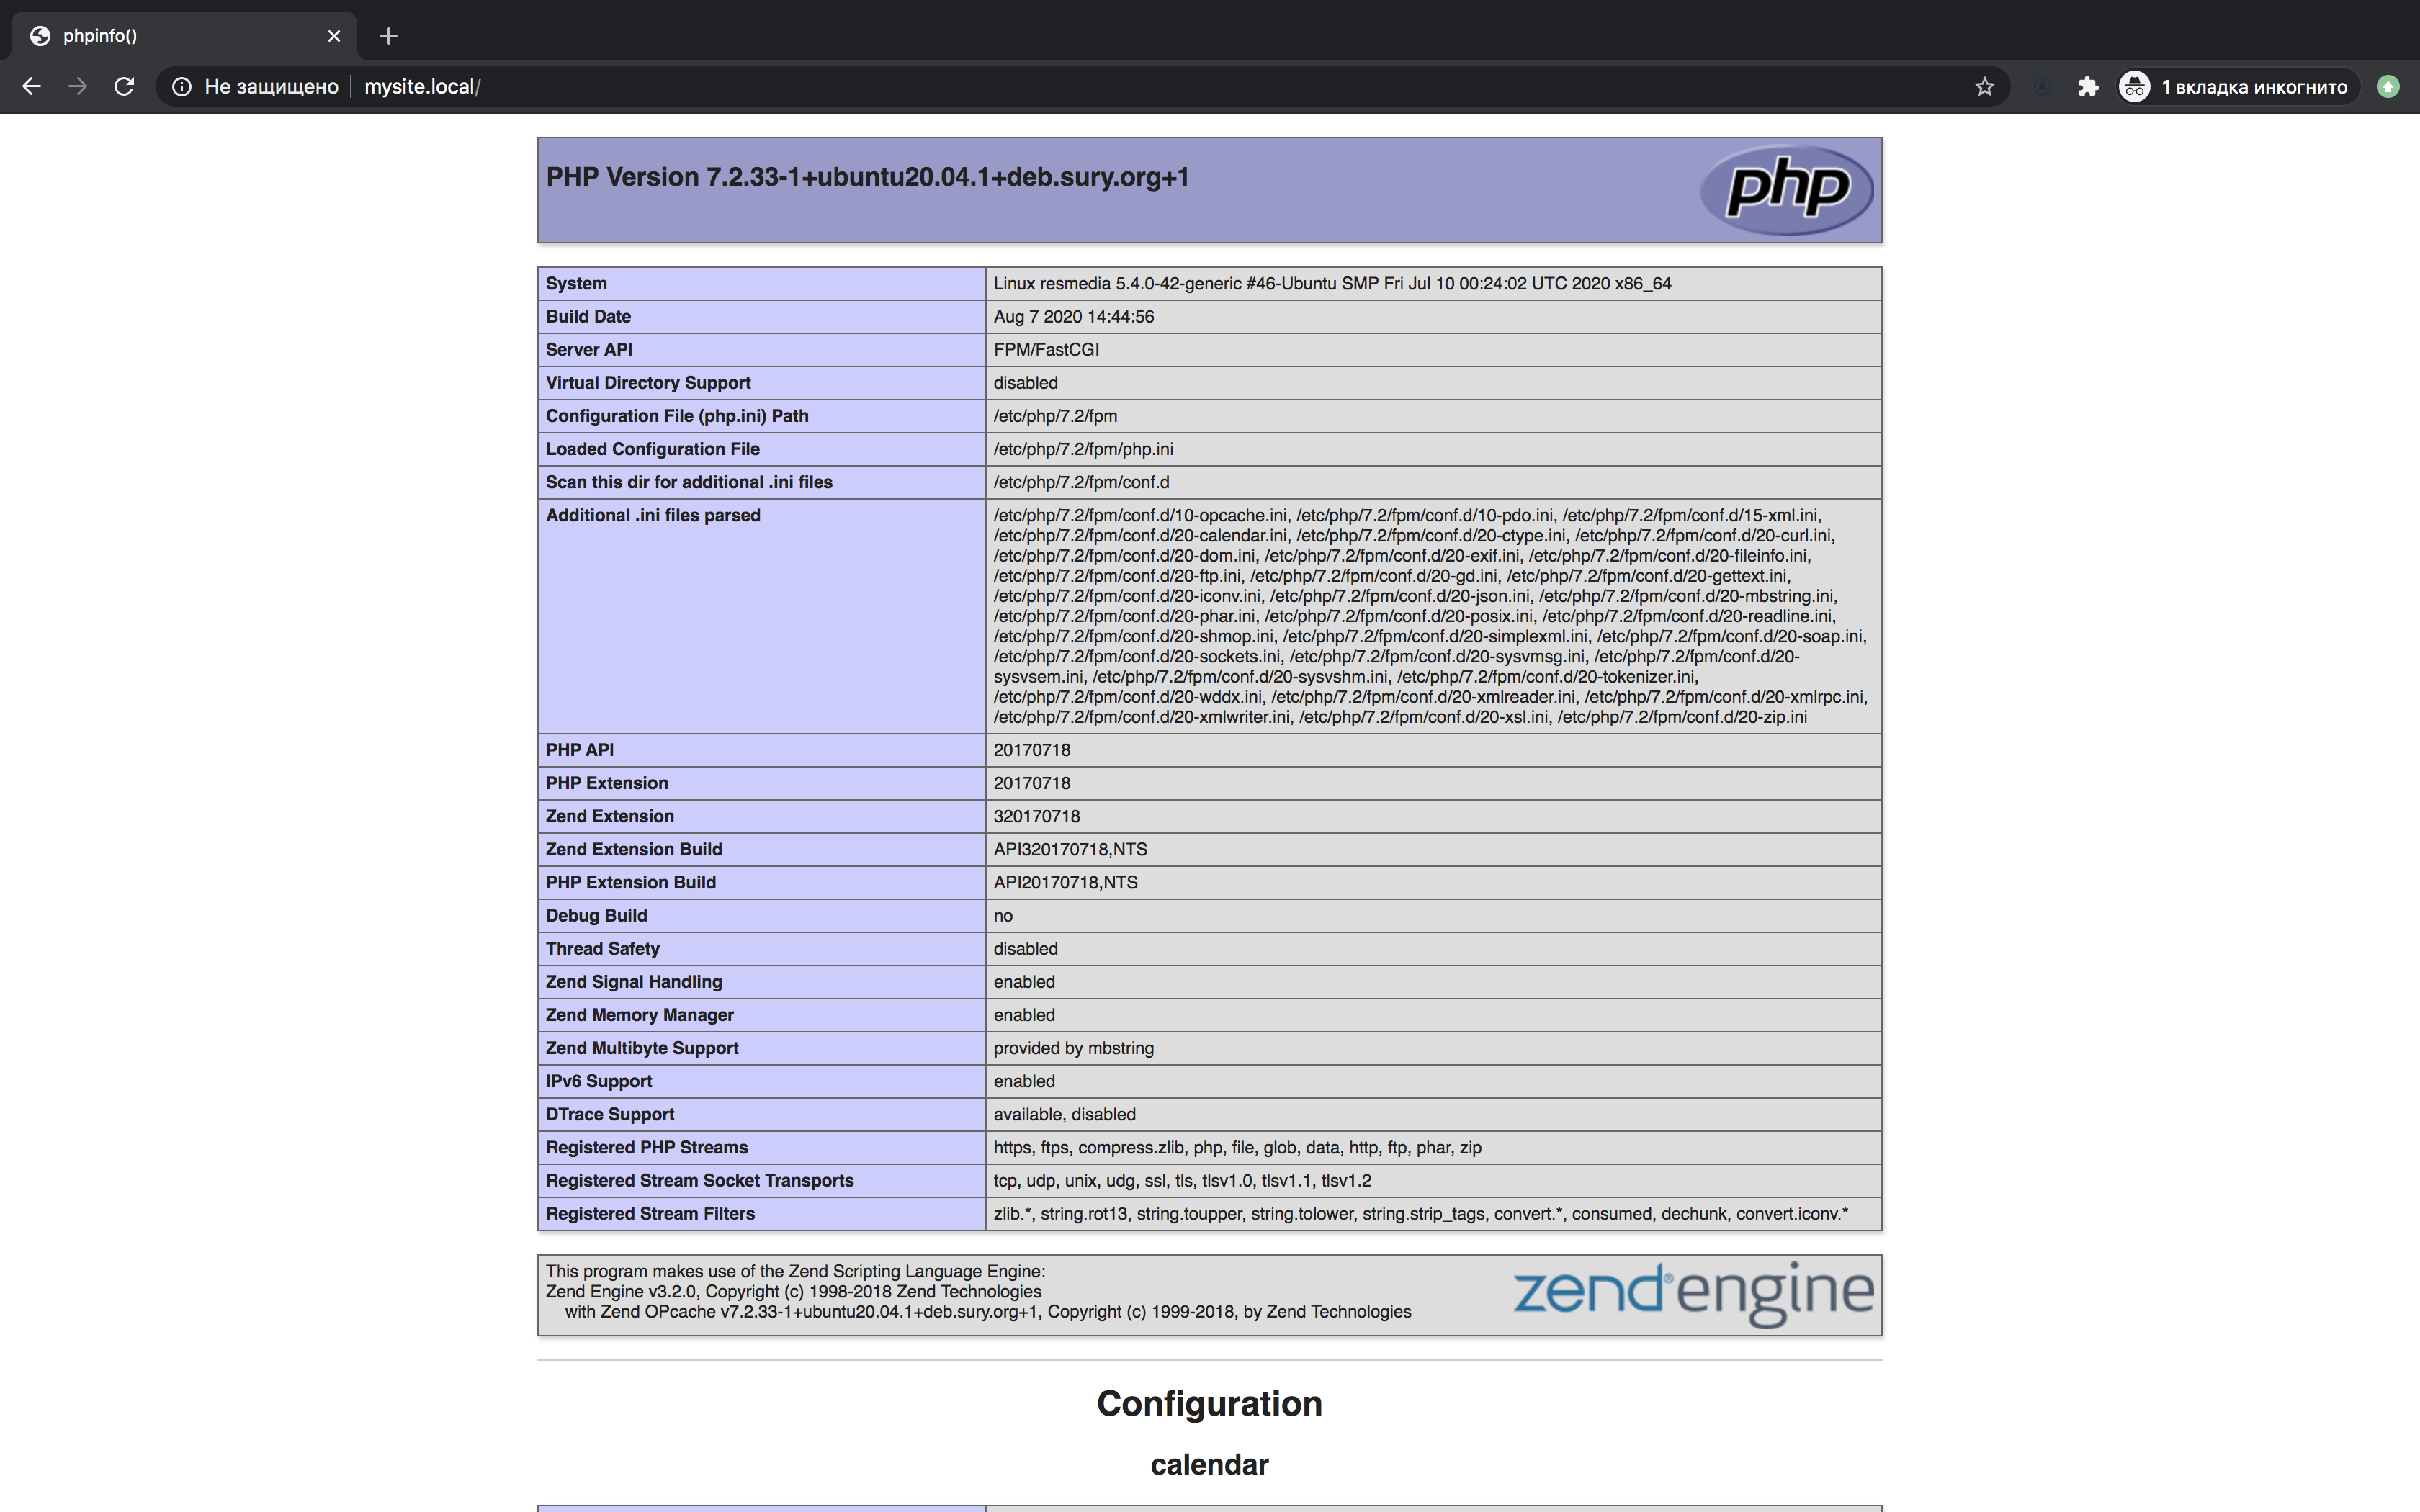 phpinfo()
Не защищено mysite.local/ 1 вкладка инкогнито
PHP Version 7.2.33-1+ubuntu20.04.1+deb.sury.org+1
php
System Linux resmedia 5.4.0-42-generic #46-Ubuntu SMP Fri Jul 10 00:24:02 UTC 2020 x86_64
Build Date Aug 7 2020 14:44:56
Server API FPM/FastCGI
Virtual Directory Support disabled
Configuration File (php.ini) Path /etc/php/7.2/fpm
Loaded Configuration File /etc/php/7.2/fpm/php.ini
Scan this dir for additional .ini files /etc/php/7.2/fpm/conf.d
Additional .ini files parsed /etc/php/7.2/fpm/conf.d/10-opcache.ini, /etc/php/7.2/fpm/conf.d/10-pdo.ini, /etc/php/7.2/fpm/conf.d/15-xml.ini,
/etc/php/7.2/fpm/conf.d/20-calendar.ini, /etc/php/7.2/fpm/conf.d/20-ctype.ini, /etc/php/7.2/fpm/conf.d/20-curl.ini,
/etc/php/7.2/fpm/conf.d/20-dom.ini, /etc/php/7.2/fpm/conf.d/20-exif.ini, /etc/php/7.2/fpm/conf.d/20-fileinfo.ini,
/etc/php/7.2/fpm/conf.d/20-ftp.ini, /etc/php/7.2/fpm/conf.d/20-gd.ini, /etc/php/7.2/fpm/conf.d/20-gettext.ini,
/etc/php/7.2/fpm/conf.d/20-iconv.ini, /etc/php/7.2/fpm/conf.d/20-json.ini, /etc/php/7.2/fpm/conf.d/20-mbstring.ini,
/etc/php/7.2/fpm/conf.d/20-phar.ini, /etc/php/7.2/fpm/conf.d/20-posix.ini, /etc/php/7.2/fpm/conf.d/20-readline.ini,
/etc/php/7.2/fpm/conf.d/20-shmop.ini, /etc/php/7.2/fpm/conf.d/20-simplexml.ini, /etc/php/7.2/fpm/conf.d/20-soap.ini,
/etc/php/7.2/fpm/conf.d/20-sockets.ini, /etc/php/7.2/fpm/conf.d/20-sysvmsg.ini, /etc/php/7.2/fpm/conf.d/20-
sysvsem.ini, /etc/php/7.2/fpm/conf.d/20-sysvshm.ini, /etc/php/7.2/fpm/conf.d/20-tokenizer.ini,
/etc/php/7.2/fpm/conf.d/20-wddx.ini, /etc/php/7.2/fpm/conf.d/20-xmlreader.ini, /etc/php/7.2/fpm/conf.d/20-xmlrpc.ini,
/etc/php/7.2/fpm/conf.d/20-xmlwriter.ini, /etc/php/7.2/fpm/conf.d/20-xsl.ini, /etc/php/7.2/fpm/conf.d/20-zip.ini
PHP API 20170718
PHP Extension 20170718
Zend Extension 320170718
Zend Extension Build API320170718,NTS
PHP Extension Build API20170718,NTS
Debug Build no
Thread Safety disabled
Zend Signal Handling enabled
Zend Memory Manager enabled
Zend Multibyte Support provided by mbstring
IPv6 Support enabled
DTrace Support available, disabled
Registered PHP Streams https, ftps, compress.zlib, php, file, glob, data, http, ftp, phar, zip
Registered Stream Socket Transports tcp, udp, unix, udg, ssl, tls, tlsv1.0, tlsv1.1, tlsv1.2
Registered Stream Filters zlib.*, string.rot13, string.toupper, string.tolower, string.strip_tags, convert.*, consumed, dechunk, convert.iconv.*
This program makes use of the Zend Scripting Language Engine:
Zend Engine v3.2.0, Copyright (c) 1998-2018 Zend Technologies
with Zend OPcache v7.2.33-1+ubuntu20.04.1+deb.sury.org+1, Copyright (c) 1999-2018, by Zend Technologies
zend® engine
Configuration
calendar